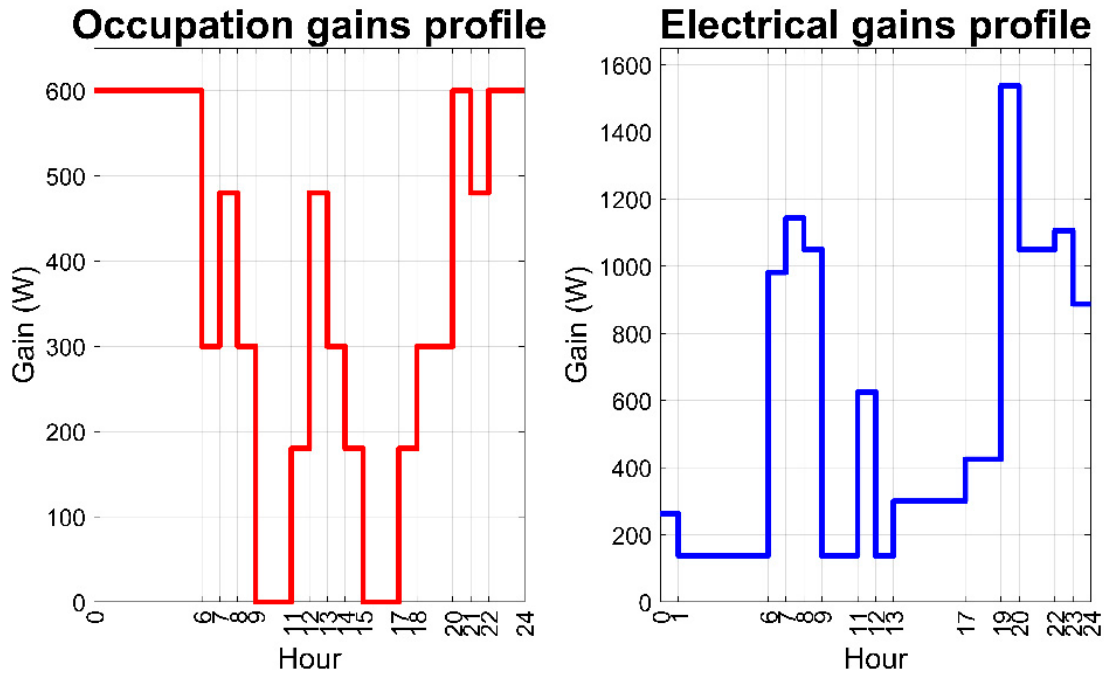 Occupation gains profile
600
500
400
300
200
100
0
Gain (W)
0 6 7 8 9 11 12 13 14 15 17 18 20 21 22 24
Hour
Electrical gains profile
1600
1400
1200
1000
800
600
400
200
0
Gain (W)
0 1 6 7 8 9 11 12 13 17 19 20 22 23 24
Hour